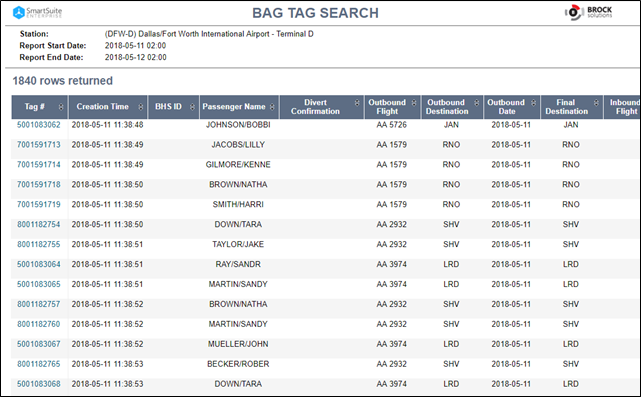 SmartSuite
ENTERPRISE
BAG TAG SEARCH
BROCK
solutions
Station: (DFW-D) Dallas/Fort Worth International Airport - Terminal D
Report Start Date: 2018-05-11 02:00
Report End Date: 2018-05-12 02:00
1840 rows returned
Tag # Creation Time BHS ID Passenger Name Divert Confirmation Outbound Flight Outbound Destination Outbound Date Final Destination Inbound Flight
5001083062 2018-05-11 11:38:48 JOHNSON/BOBBI AA 5726 JAN 2018-05-11 JAN
7001591713 2018-05-11 11:38:49 JACOBS/LILLY AA 1579 RNO 2018-05-11 RNO
7001591714 2018-05-11 11:38:49 GILMORE/KENNE AA 1579 RNO 2018-05-11 RNO
7001591718 2018-05-11 11:38:50 BROWN/NATHA AA 1579 RNO 2018-05-11 RNO
7001591719 2018-05-11 11:38:50 SMITH/HARRI AA 1579 RNO 2018-05-11 RNO
8001182754 2018-05-11 11:38:50 DOWN/TARA AA 2932 SHV 2018-05-11 SHV
8001182755 2018-05-11 11:38:51 TAYLOR/JAKE AA 2932 SHV 2018-05-11 SHV
5001083064 2018-05-11 11:38:51 RAY/SANDR AA 3974 LRD 2018-05-11 LRD
5001083065 2018-05-11 11:38:51 MARTIN/SANDY AA 3974 LRD 2018-05-11 LRD
8001182757 2018-05-11 11:38:52 BROWN/NATHA AA 2932 SHV 2018-05-11 SHV
8001182760 2018-05-11 11:38:52 MARTIN/SANDY AA 2932 SHV 2018-05-11 SHV
5001083067 2018-05-11 11:38:52 MUELLER/JOHN AA 3974 LRD 2018-05-11 LRD
8001182765 2018-05-11 11:38:53 BECKER/ROBER AA 2932 SHV 2018-05-11 SHV
5001083068 2018-05-11 11:38:53 DOWN/TARA AA 3974 LRD 2018-05-11 LRD